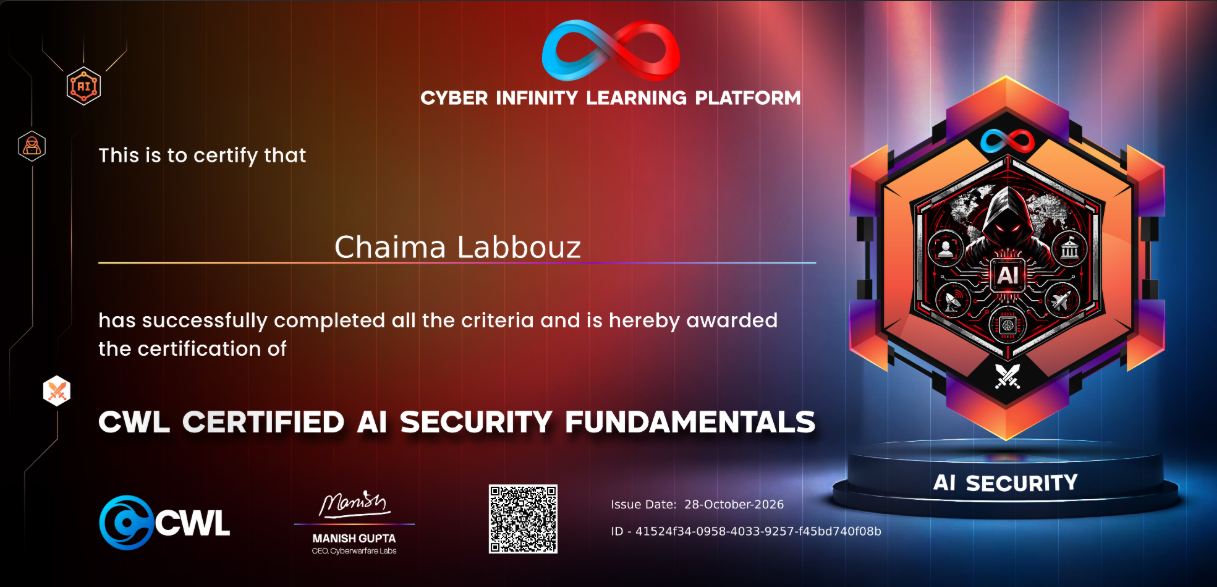 CYBER INFINITY LEARNING PLATFORM
AI
This is to certify that
Chaima Labbouz
has successfully completed all the criteria and is hereby awarded
the certification of
CWL CERTIFIED AI SECURITY FUNDAMENTALS
AI
AI SECURITY
CWL
Manish
MANISH GUPTA
CEO, Cyberwarfare Labs
Issue Date: 28-October-2026
ID - 41524f34-0958-4033-9257-f45bd740f08b